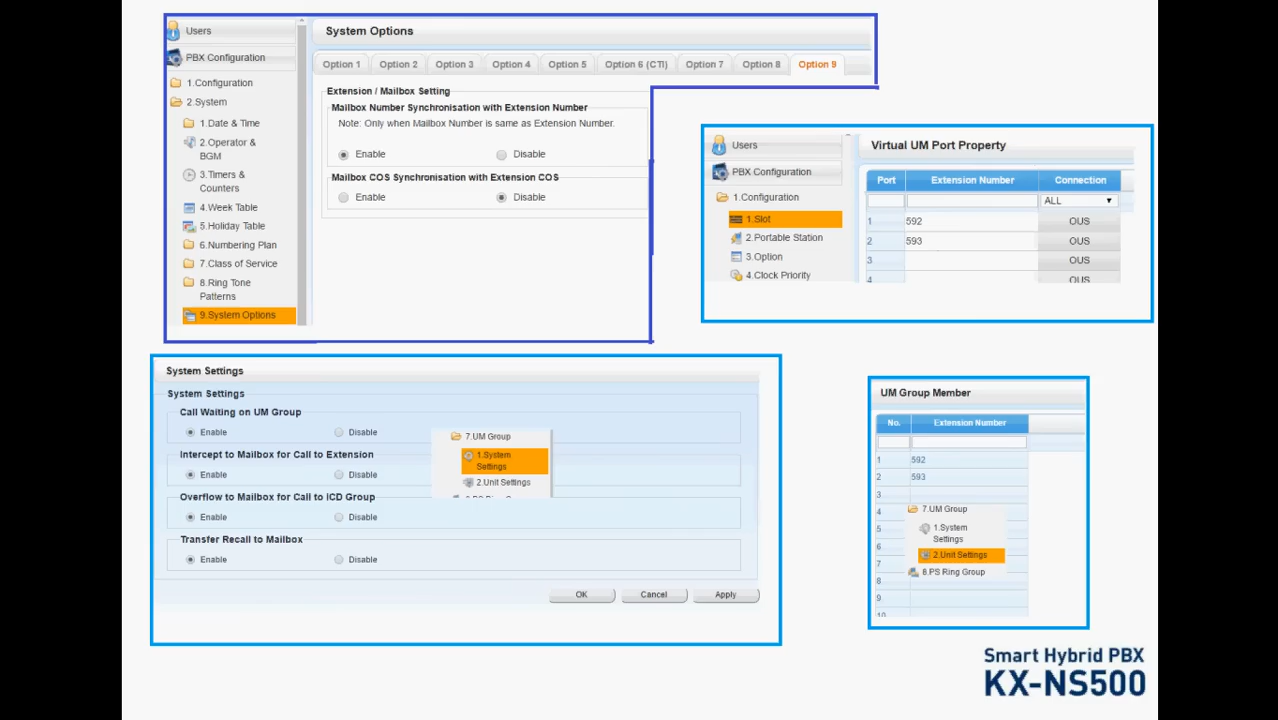 Users
PBX Configuration
1.Configuration
2.System
1.Date & Time
2.Operator &
BGM
3.Timers &
Counters
4.Week Table
5.Holiday Table
6.Numbering Plan
7.Class of Service
8.Ring Tone
Patterns
9.System Options
System Options
Option 1 Option 2 Option 3 Option 4 Option 5 Option 6 (CTI) Option 7 Option 8 Option 9
Extension / Mailbox Setting
Mailbox Number Synchronisation with Extension Number
Note: Only when Mailbox Number is same as Extension Number.
Enable Disable
Mailbox COS Synchronisation with Extension COS
Enable Disable
Users
PBX Configuration
1.Configuration
1.Slot
2.Portable Station
3.Option
4.Clock Priority
Virtual UM Port Property
Port Extension Number Connection
ALL
1 592 OUS
2 593 OUS
3 OUS
4 OUS
System Settings
System Settings
Call Waiting on UM Group
Enable Disable
Intercept to Mailbox for Call to Extension
Enable Disable
Overflow to Mailbox for Call to ICD Group
Enable Disable
Transfer Recall to Mailbox
Enable Disable
7.UM Group
1.System
Settings
2.Unit Settings
OK Cancel Apply
UM Group Member
No. Extension Number
1 592
2 593
3
4
5
6
7
8
9
10
7.UM Group
1.System
Settings
2.Unit Settings
8.PS Ring Group
Smart Hybrid PBX
KX-NS500